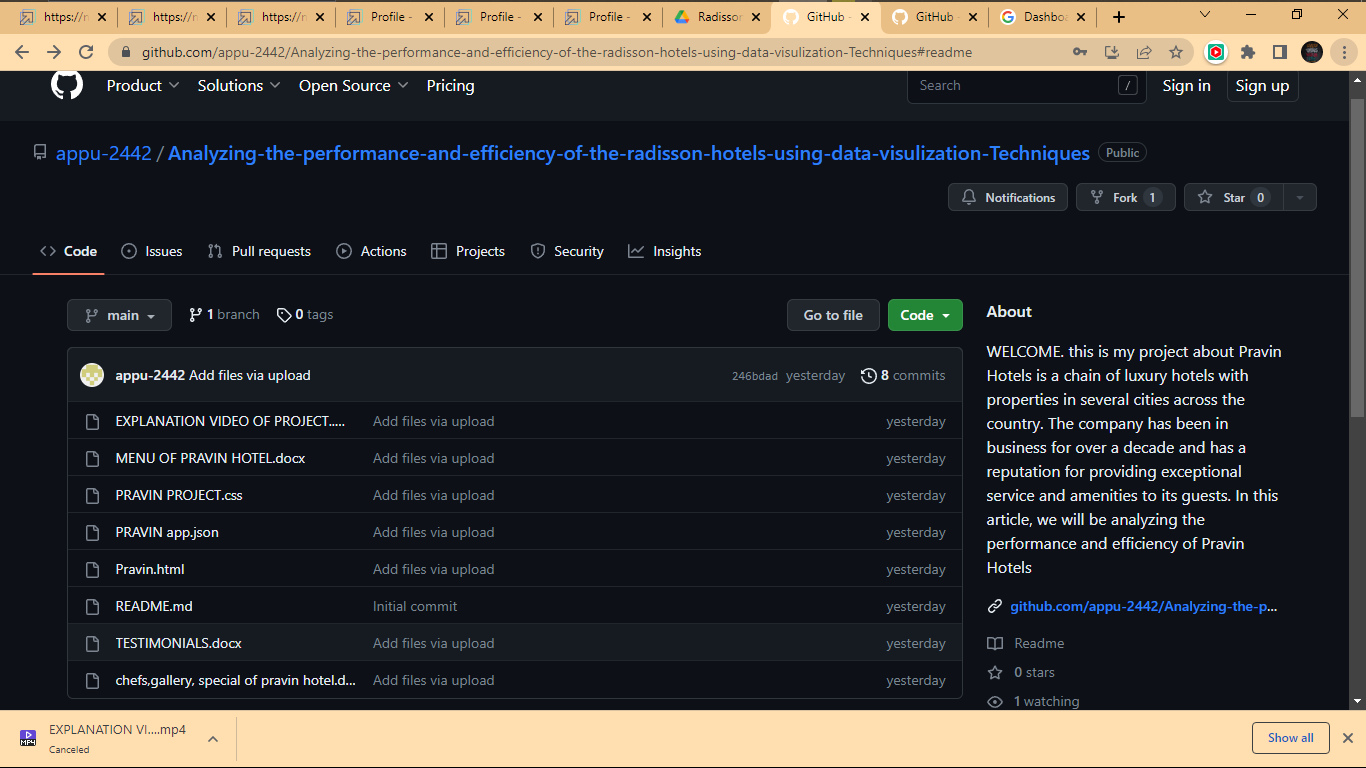 https://n
https://n
https://n
Profile -
Profile -
Profile -
Radisson
GitHub -
GitHub -
Dashbo
github.com/appu-2442/Analyzing-the-performance-and-efficiency-of-the-radisson-hotels-using-data-visulization-Techniques#readme
Product
Solutions
Open Source
Pricing
Search
/
Sign in
Sign up
appu-2442 / Analyzing-the-performance-and-efficiency-of-the-radisson-hotels-using-data-visulization-Techniques
Public
Notifications
Fork 1
Star 0
Code
Issues
Pull requests
Actions
Projects
Security
Insights
main
1 branch
0 tags
Go to file
Code
appu-2442 Add files via upload
246bdad yesterday
8 commits
EXPLANATION VIDEO OF PROJECT..... Add files via upload yesterday
MENU OF PRAVIN HOTEL.docx Add files via upload yesterday
PRAVIN PROJECT.css Add files via upload yesterday
PRAVIN app.json Add files via upload yesterday
Pravin.html Add files via upload yesterday
README.md Initial commit yesterday
TESTIMONIALS.docx Add files via upload yesterday
chefs,gallery, special of pravin hotel.d... Add files via upload yesterday
About
WELCOME. this is my project about Pravin
Hotels is a chain of luxury hotels with
properties in several cities across the
country. The company has been in
business for over a decade and has a
reputation for providing exceptional
service and amenities to its guests. In this
article, we will be analyzing the
performance and efficiency of Pravin
Hotels
github.com/appu-2442/Analyzing-the-p...
Readme
0 stars
1 watching
MP4
EXPLANATION VI....mp4
Canceled
Show all